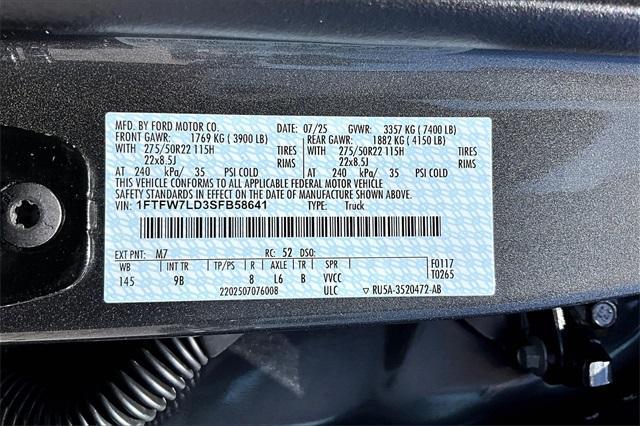 MFD. BY FORD MOTOR CO. DATE: 07/25 GVWR: 3357 KG ( 7400 LB)
FRONT GAWR: 1769 KG ( 3900 LB) REAR GAWR: 1882 KG ( 4150 LB)
WITH 275/50R22 115H TIRES WITH 275/50R22 115H TIRES
22x8.5J RIMS 22x8.5J RIMS
AT 240 kPa/ 35 PSI COLD AT 240 kPa/ 35 PSI COLD
THIS VEHICLE CONFORMS TO ALL APPLICABLE FEDERAL MOTOR VEHICLE
SAFETY STANDARDS IN EFFECT ON THE DATE OF MANUFACTURE SHOWN ABOVE.
VIN: 1FTFW7LD3SFB58641 TYPE: Truck
EXT PNT: M7 RC: 52 DSO: F0117
WB INT TR TP/PS R AXLE TR SPR T0265
145 9B 8 L6 B VVCC
2202507076008 ULC ▽ RU5A-3520472-AB